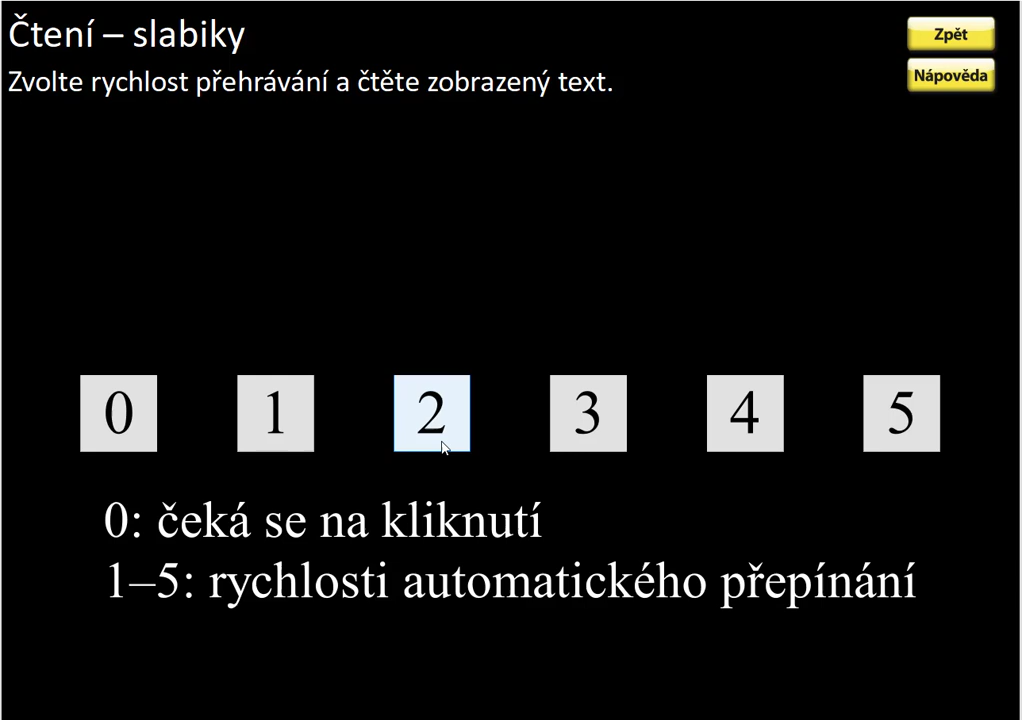 Čtení – slabiky
Zpět
Zvolte rychlost přehrávání a čtěte zobrazený text.
Nápověda
0 1 2 3 4 5
0: čeká se na kliknutí
1–5: rychlosti automatického přepínání